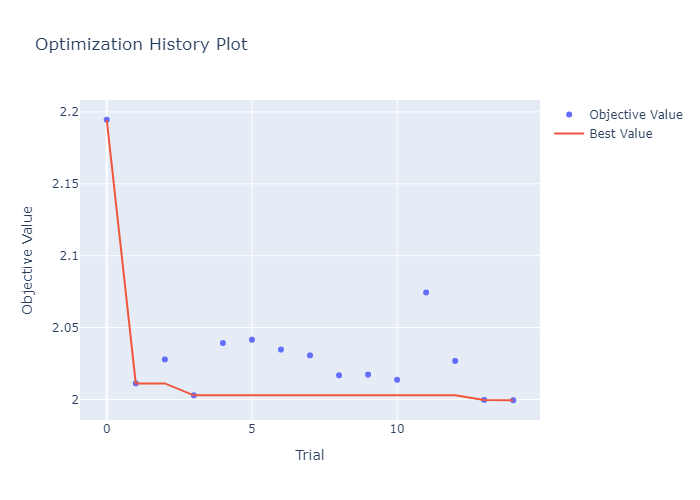 Optimization History Plot
Objective Value
Best Value
2.2
2.15
2.1
2.05
2
Objective Value
0
5
10
Trial